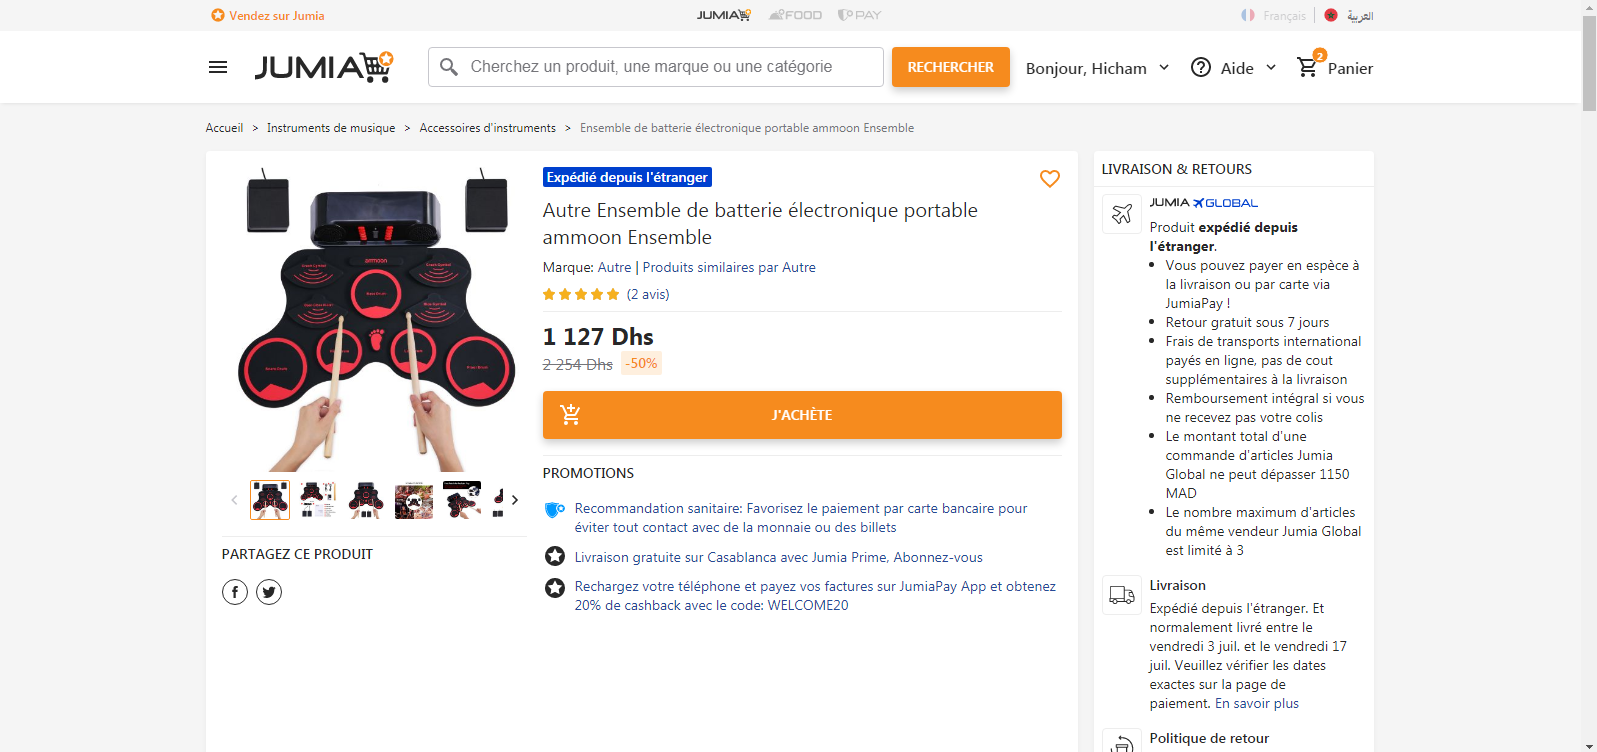 Vendez sur Jumia
JUMIA
FOOD
PAY
Français
العربية
JUMIA
Cherchez un produit, une marque ou une catégorie
RECHERCHER
Bonjour, Hicham
Aide
2
Panier
Accueil > Instruments de musique > Accessoires d'instruments > Ensemble de batterie électronique portable ammoon Ensemble
Expédié depuis l'étranger
Autre Ensemble de batterie électronique portable
ammoon Ensemble
Marque: Autre | Produits similaires par Autre
(2 avis)
1 127 Dhs
2 254 Dhs -50%
J'ACHÈTE
PROMOTIONS
Recommandation sanitaire: Favorisez le paiement par carte bancaire pour
éviter tout contact avec de la monnaie ou des billets
Livraison gratuite sur Casablanca avec Jumia Prime, Abonnez-vous
Rechargez votre téléphone et payez vos factures sur JumiaPay App et obtenez
20% de cashback avec le code: WELCOME20
PARTAGEZ CE PRODUIT
LIVRAISON & RETOURS
JUMIA GLOBAL
Produit expédié depuis
l'étranger.
Vous pouvez payer en espèce à
la livraison ou par carte via
JumiaPay !
Retour gratuit sous 7 jours
Frais de transports international
payés en ligne, pas de cout
supplémentaires à la livraison
Remboursement intégral si vous
ne recevez pas votre colis
Le montant total d'une
commande d'articles Jumia
Global ne peut dépasser 1150
MAD
Le nombre maximum d'articles
du même vendeur Jumia Global
est limité à 3
Livraison
Expédié depuis l'étranger. Et
normalement livré entre le
vendredi 3 juil. et le vendredi 17
juil. Veuillez vérifier les dates
exactes sur la page de
paiement. En savoir plus
Politique de retour